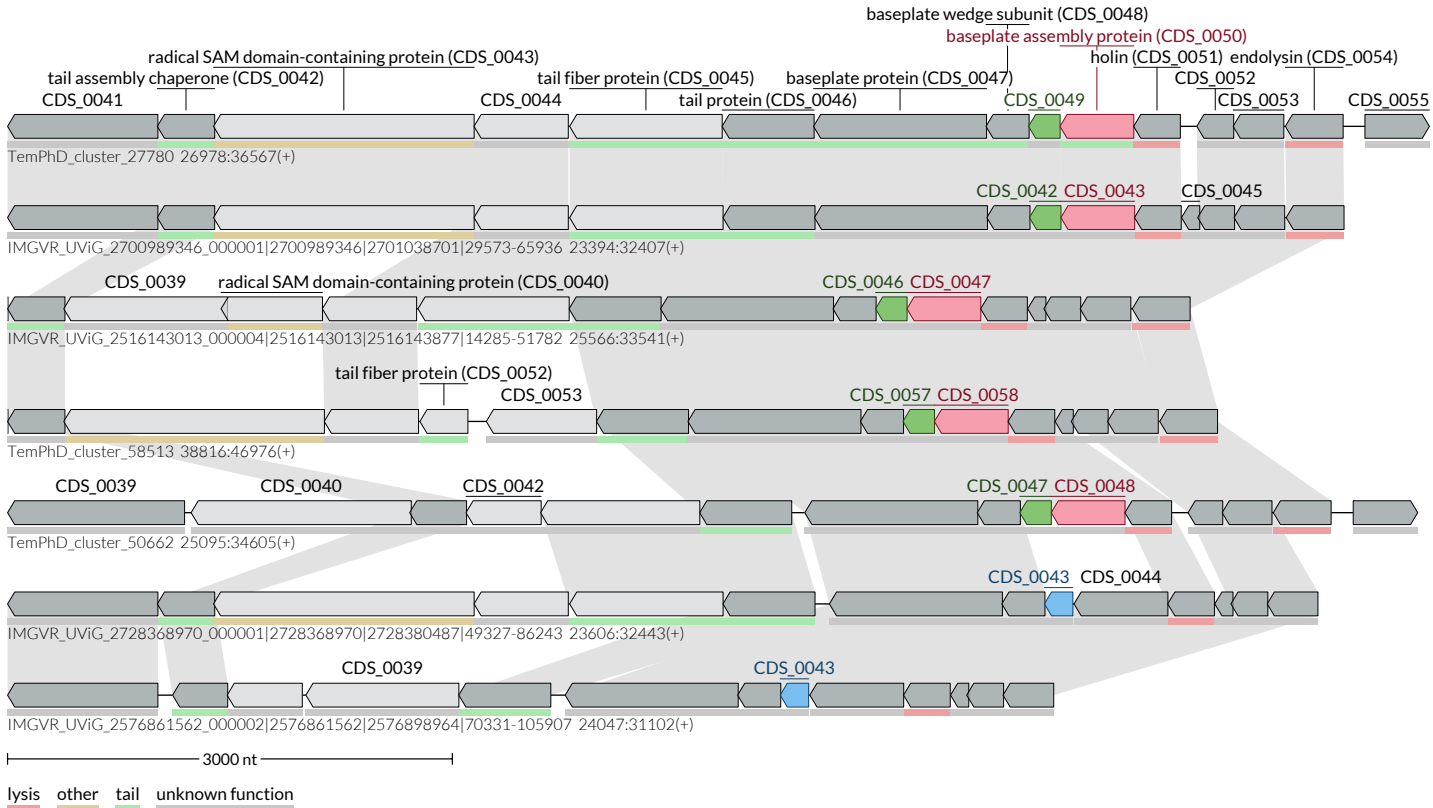 baseplate wedge subunit (CDS_0048)
baseplate assembly protein (CDS_0050)
radical SAM domain-containing protein (CDS_0043)
holin (CDS_0051)
endolysin (CDS_0054)
tail assembly chaperone (CDS_0042)
tail fiber protein (CDS_0045)
baseplate protein (CDS_0047)
CDS_0052
CDS_0041
CDS_0044
tail protein (CDS_0046)
CDS_0049
CDS_0053
CDS_0055
TemPhD_cluster_27780 26978:36567(+)
CDS_0042
CDS_0043
CDS_0045
IMGVR_UViG_2700989346_000001|2700989346|2701038701|29573-65936 23394:32407(+)
CDS_0039
radical SAM domain-containing protein (CDS_0040)
CDS_0046
CDS_0047
IMGVR_UViG_2516143013_000004|2516143013|2516143877|14285-51782 25566:33541(+)
tail fiber protein (CDS_0052)
CDS_0053
CDS_0057
CDS_0058
TemPhD_cluster_58513 38816:46976(+)
CDS_0039
CDS_0040
CDS_0042
CDS_0047
CDS_0048
TemPhD_cluster_50662 25095:34605(+)
CDS_0043
CDS_0044
IMGVR_UViG_2728368970_000001|2728368970|2728380487|49327-86243 23606:32443(+)
CDS_0039
CDS_0043
IMGVR_UViG_2576861562_000002|2576861562|2576898964|70331-105907 24047:31102(+)
3000 nt
lysis other tail unknown function